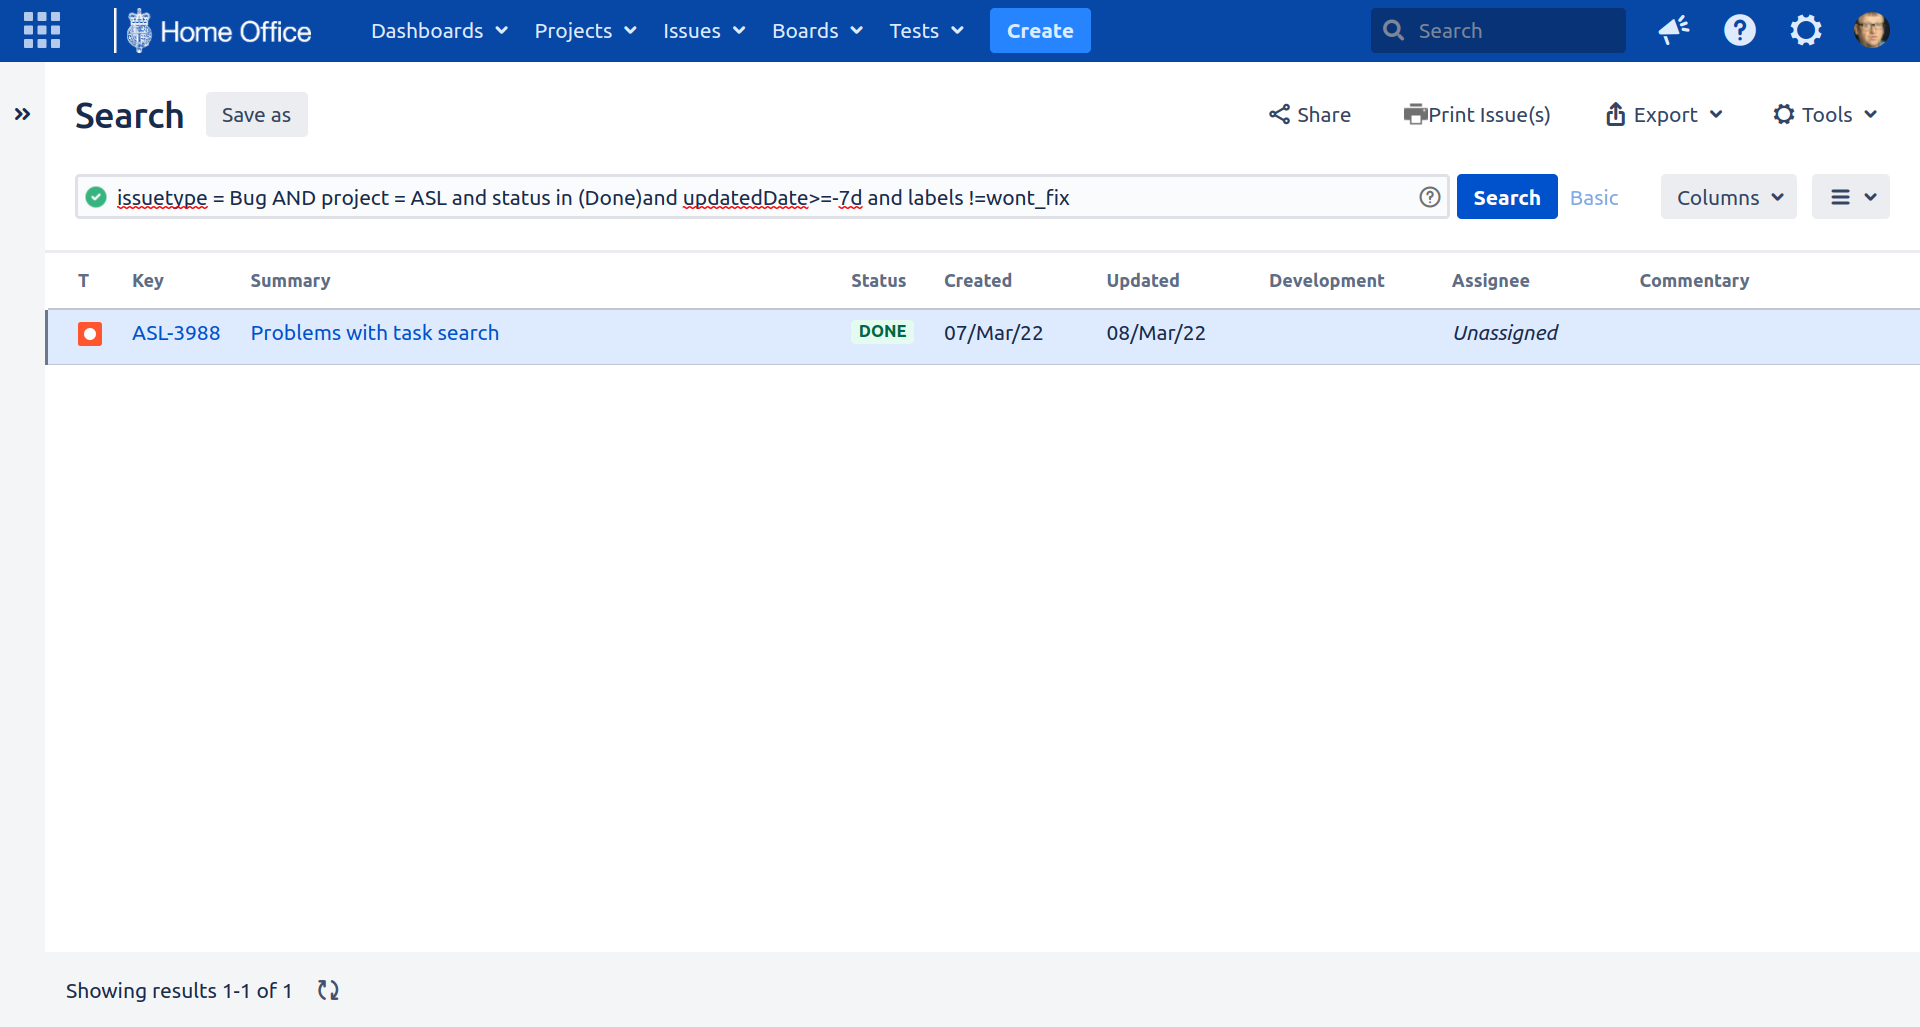 Home Office Dashboards Projects Issues Boards Tests Create Search
Search Save as Share Print Issue(s) Export Tools
issuetype = Bug AND project = ASL and status in (Done)and updatedDate>=-7d and labels !=wont_fix Search Basic Columns
T Key Summary Status Created Updated Development Assignee Commentary
ASL-3988 Problems with task search DONE 07/Mar/22 08/Mar/22 Unassigned
Showing results 1-1 of 1